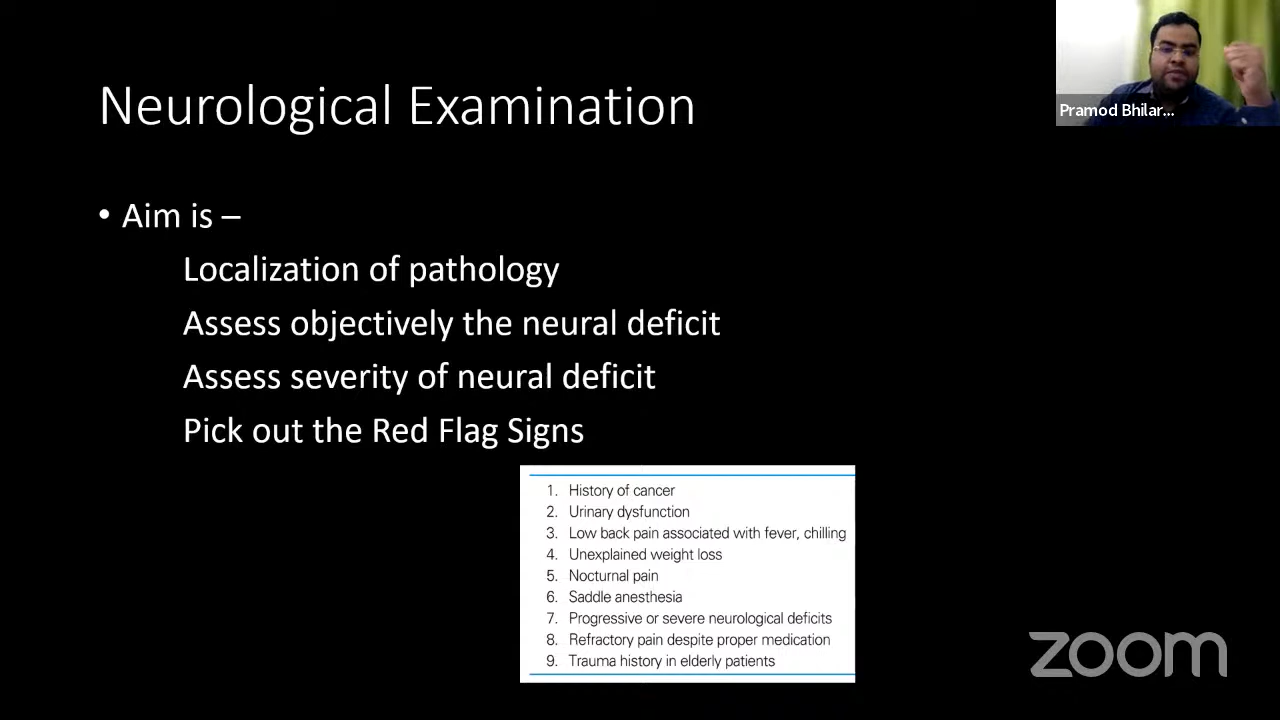 Neurological Examination
Pramod Bhilar...
• Aim is –
Localization of pathology
Assess objectively the neural deficit
Assess severity of neural deficit
Pick out the Red Flag Signs
1. History of cancer
2. Urinary dysfunction
3. Low back pain associated with fever, chilling
4. Unexplained weight loss
5. Nocturnal pain
6. Saddle anesthesia
7. Progressive or severe neurological deficits
8. Refractory pain despite proper medication
9. Trauma history in elderly patients
zoom